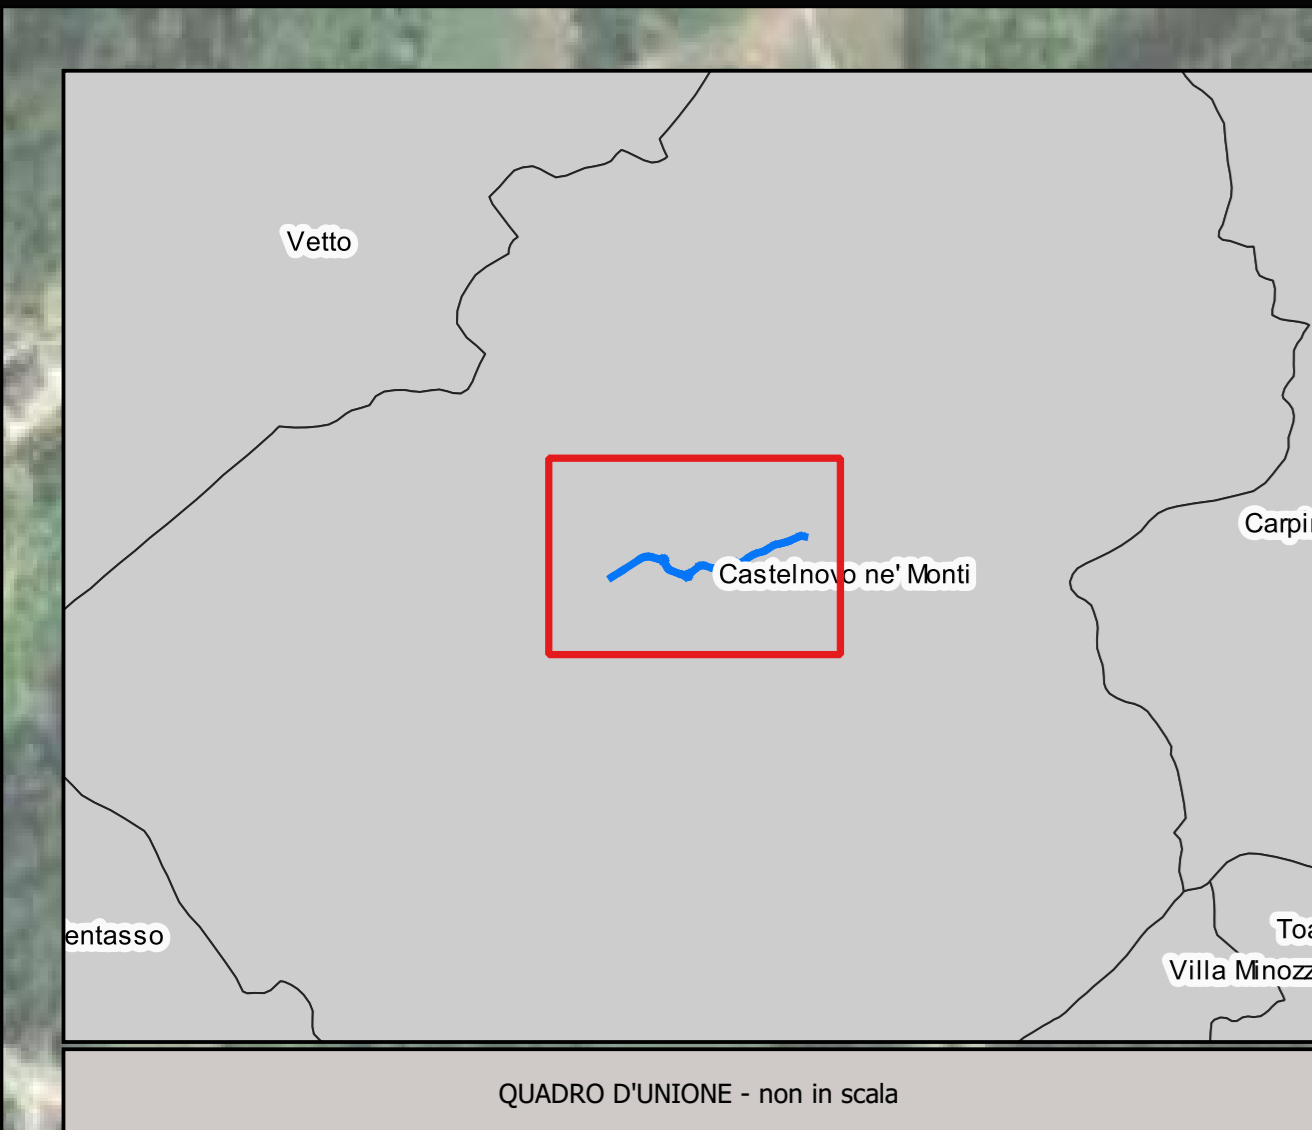 Vetto
Carpi
Castelnovo ne' Monti
entasso
Toa
Villa Minozz
QUADRO D'UNIONE - non in scala